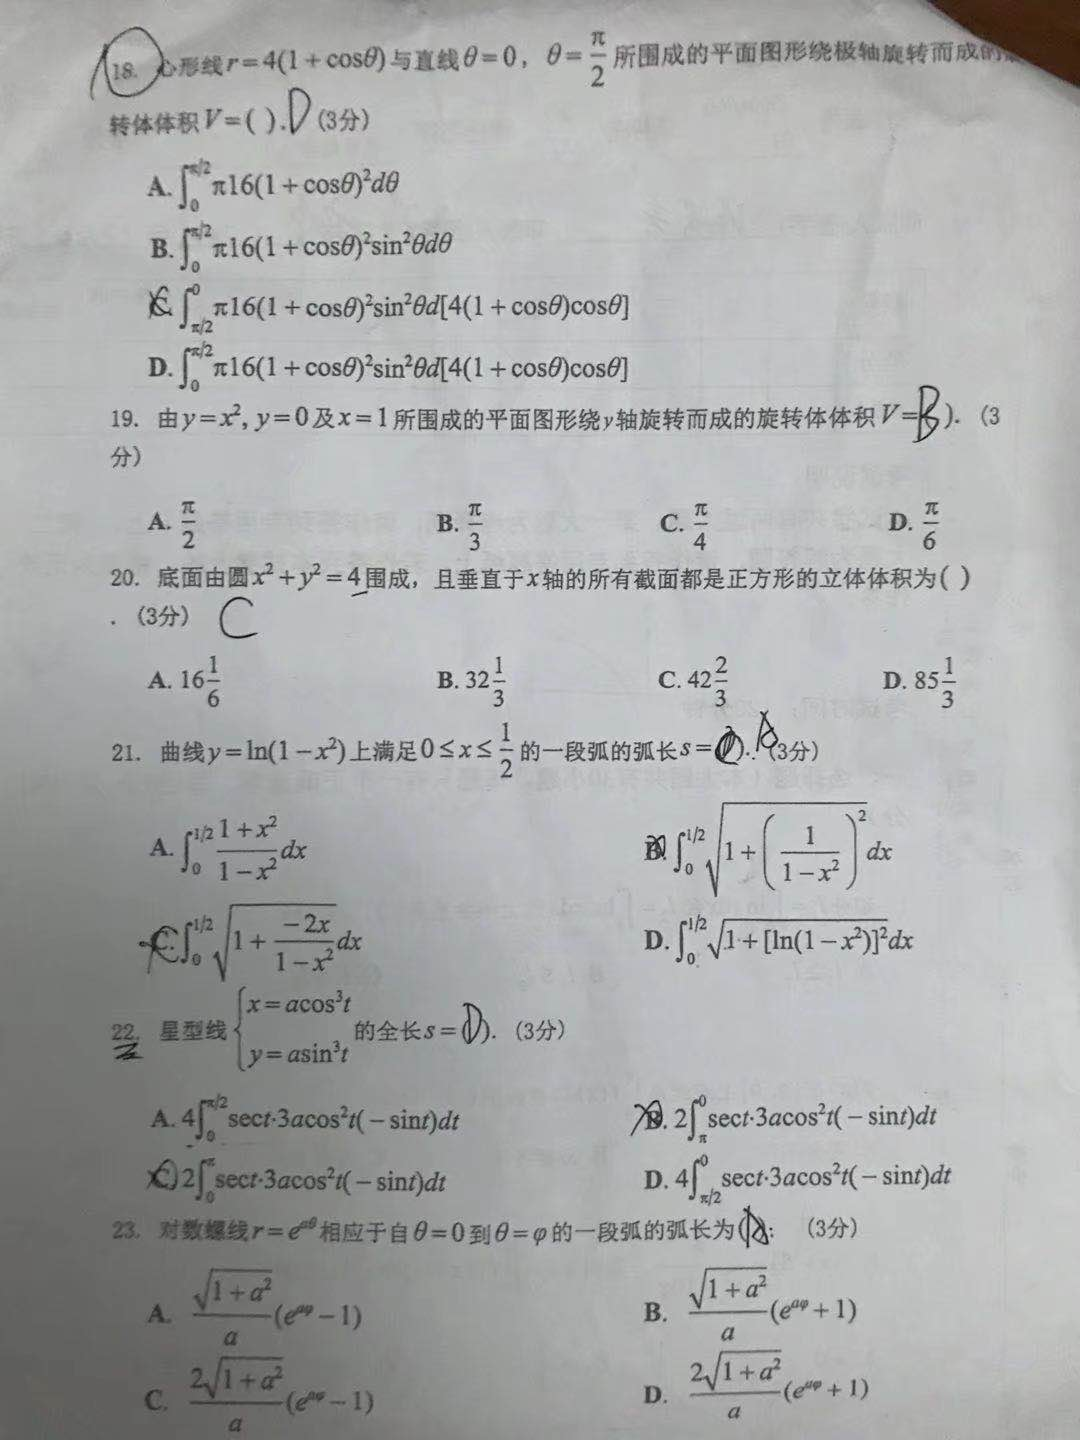 18. 心形线r=4(1+cosθ)与直线θ=0，θ=π/2 所围成的平面图形绕极轴旋转而成的
转体体积V=( ).D (3分)
A. ∫₀^{π/2} π16(1+cosθ)²dθ
B. ∫₀^{π/2} π16(1+cosθ)²sin²θdθ
C. ∫_{π/2}^{0} π16(1+cosθ)²sin²θd[4(1+cosθ)cosθ]
D. ∫₀^{π/2} π16(1+cosθ)²sin²θd[4(1+cosθ)cosθ]
19. 由y=x², y=0及x=1所围成的平面图形绕y轴旋转而成的旋转体体积V=(B). (3
分)
A. π/2 B. π/3 C. π/4 D. π/6
20. 底面由圆x²+y²=4围成，且垂直于x轴的所有截面都是正方形的立体体积为( )
. (3分) C
A. 16 1/6 B. 32 1/3 C. 42 2/3 D. 85 1/3
21. 曲线y=ln(1-x²)上满足0≤x≤1/2的一段弧的弧长s=( ). A (3分)
A. ∫₀^{1/2} (1+x²)/(1-x²) dx B. ∫₀^{1/2} √(1+(1/(1-x²))²) dx
C. ∫₀^{1/2} √(1+(-2x)/(1-x²)) dx D. ∫₀^{1/2} √(1+[ln(1-x²)]²) dx
22. 星型线 {x=acos³t y=asin³t 的全长s=(D). (3分)
A. 4∫₀^{π/2} sect·3acos²t(-sint)dt B. 2∫_π^0 sect·3acos²t(-sint)dt
C. 2∫₀^π sect·3acos²t(-sint)dt D. 4∫_{π/2}^0 sect·3acos²t(-sint)dt
23. 对数螺线r=e^{aθ}相应于自θ=0到θ=φ的一段弧的弧长为(A). (3分)
A. √(1+a²)/a (e^{aφ}-1) B. √(1+a²)/a (e^{aφ}+1)
C. 2√(1+a²)/a (e^{aφ}-1) D. 2√(1+a²)/a (e^{aφ}+1)